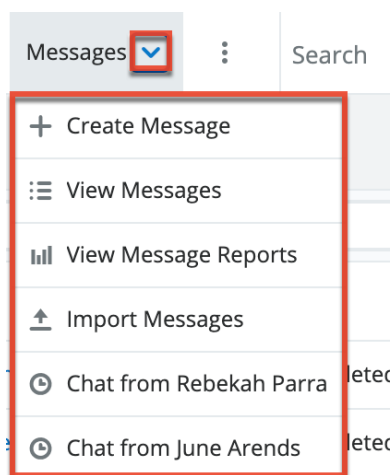 Messages
Search
Create Message
View Messages
View Message Reports
Import Messages
Chat from Rebekah Parra
Chat from June Arends